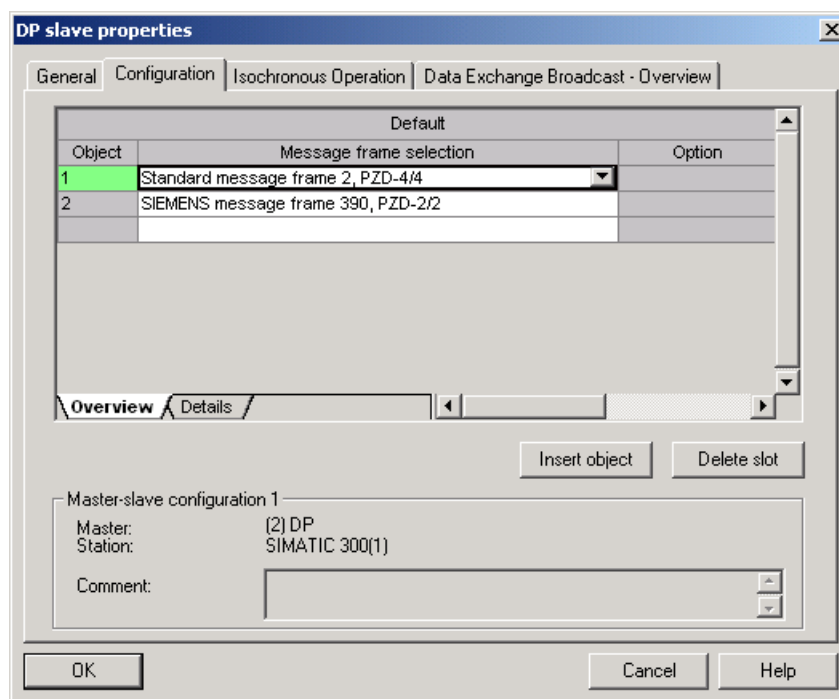 DP slave properties
General Configuration Isochronous Operation Data Exchange Broadcast - Overview
Default
Object Message frame selection Option
1 Standard message frame 2, PZD-4/4
2 SIEMENS message frame 390, PZD-2/2
Overview Details
Insert object Delete slot
Master-slave configuration 1
Master: (2) DP
Station: SIMATIC 300(1)
Comment:
OK Cancel Help